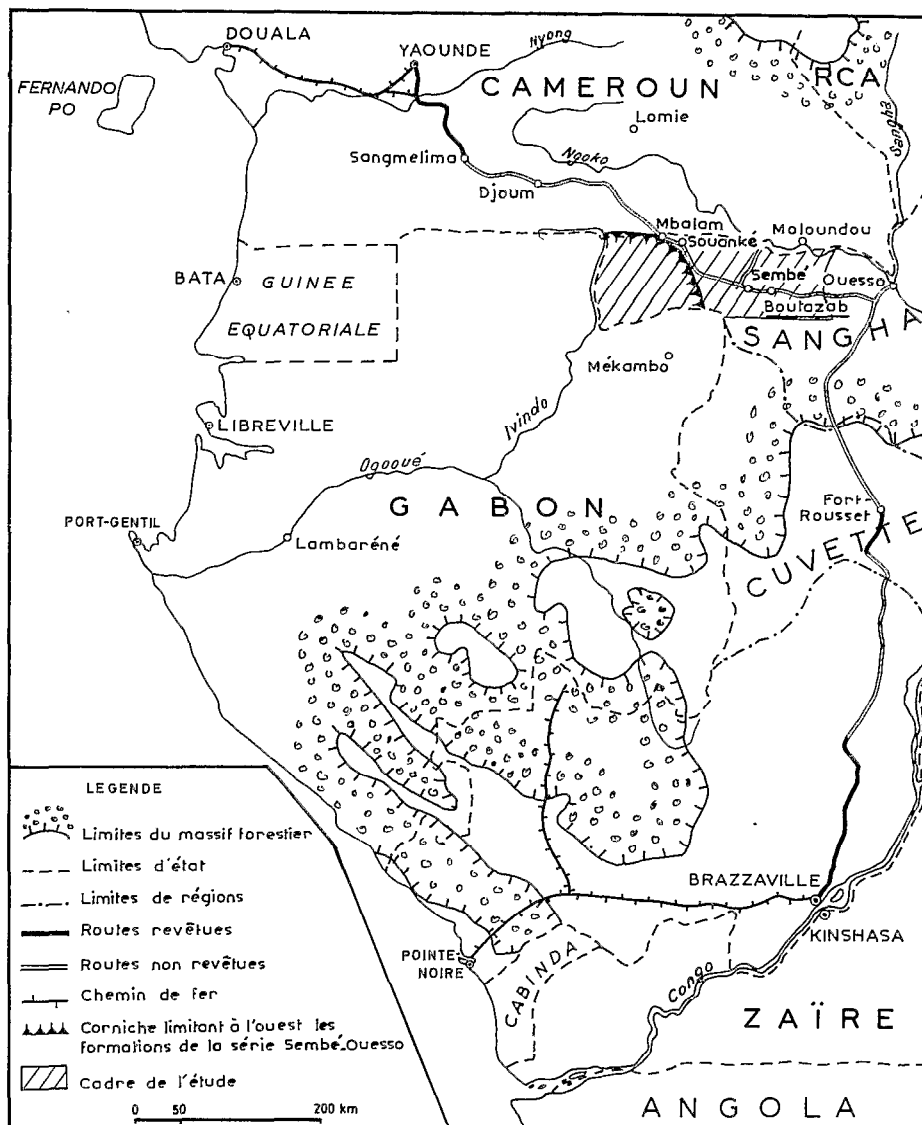 DOUALA
YAOUNDE
Nyong
FERNANDO
PO
CAMEROUN
RCA
Sangha
Lomie
Sangmelima
Ngoko
Djoum
Mbalam
Souanke
Moloundou
BATA
GUINEE
EQUATORIALE
Sembé
Ouesso
Boutazab
SANGHA
Mékambo
Ivindo
LIBREVILLE
Ogooué
GABON
Fort-
Rousset
PORT-GENTIL
Lambaréné
CUVETTE
BRAZZAVILLE
KINSHASA
POINTE-
NOIRE
CABINDA
Congo
ZAÏRE
ANGOLA
LEGENDE
Limites du massif forestier
Limites d'état
Limites de régions
Routes revêtues
Routes non revêtues
Chemin de fer
Corniche limitant à l'ouest les
formations de la série Sembé_Ouesso
Cadre de l'étude
0 50 200 km